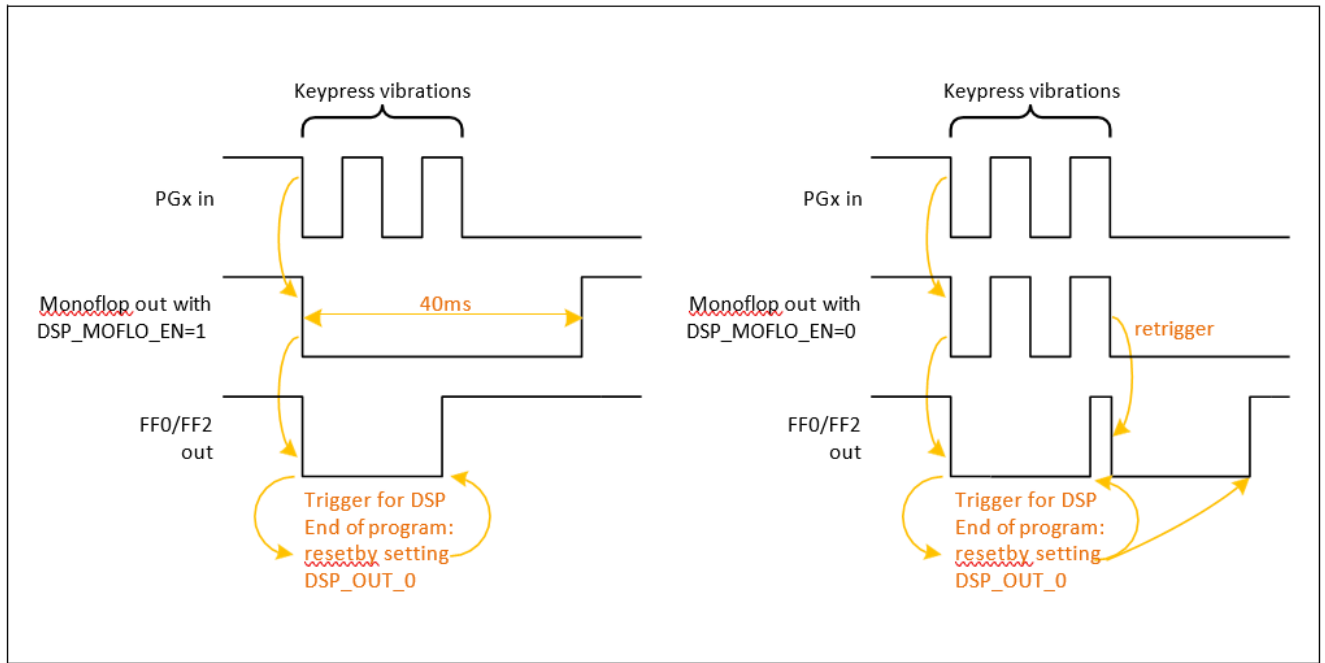 Keypress vibrations
PGx in
Monoflop out with
DSP_MOFLO_EN=1
40ms
FF0/FF2
out
Trigger for DSP
End of program:
resetby setting
DSP_OUT_0
Keypress vibrations
PGx in
Monoflop out with
DSP_MOFLO_EN=0
retrigger
FF0/FF2
out
Trigger for DSP
End of program:
resetby setting
DSP_OUT_0